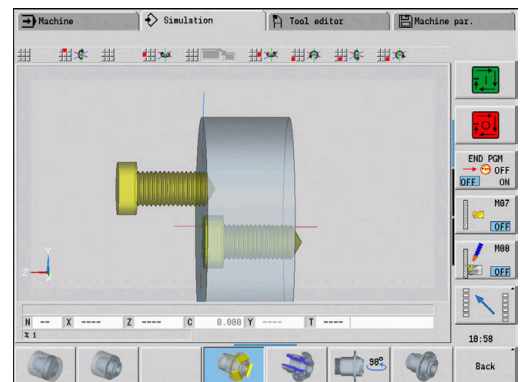 Machine Simulation Tool editor Machine par.
END PGM
OFF
OFF ON
M07
OFF
M08
OFF
Y
Z X
N -- X ---- Z ---- C 0.000 Y ---- T ----
% 1
10:58
90°
Back